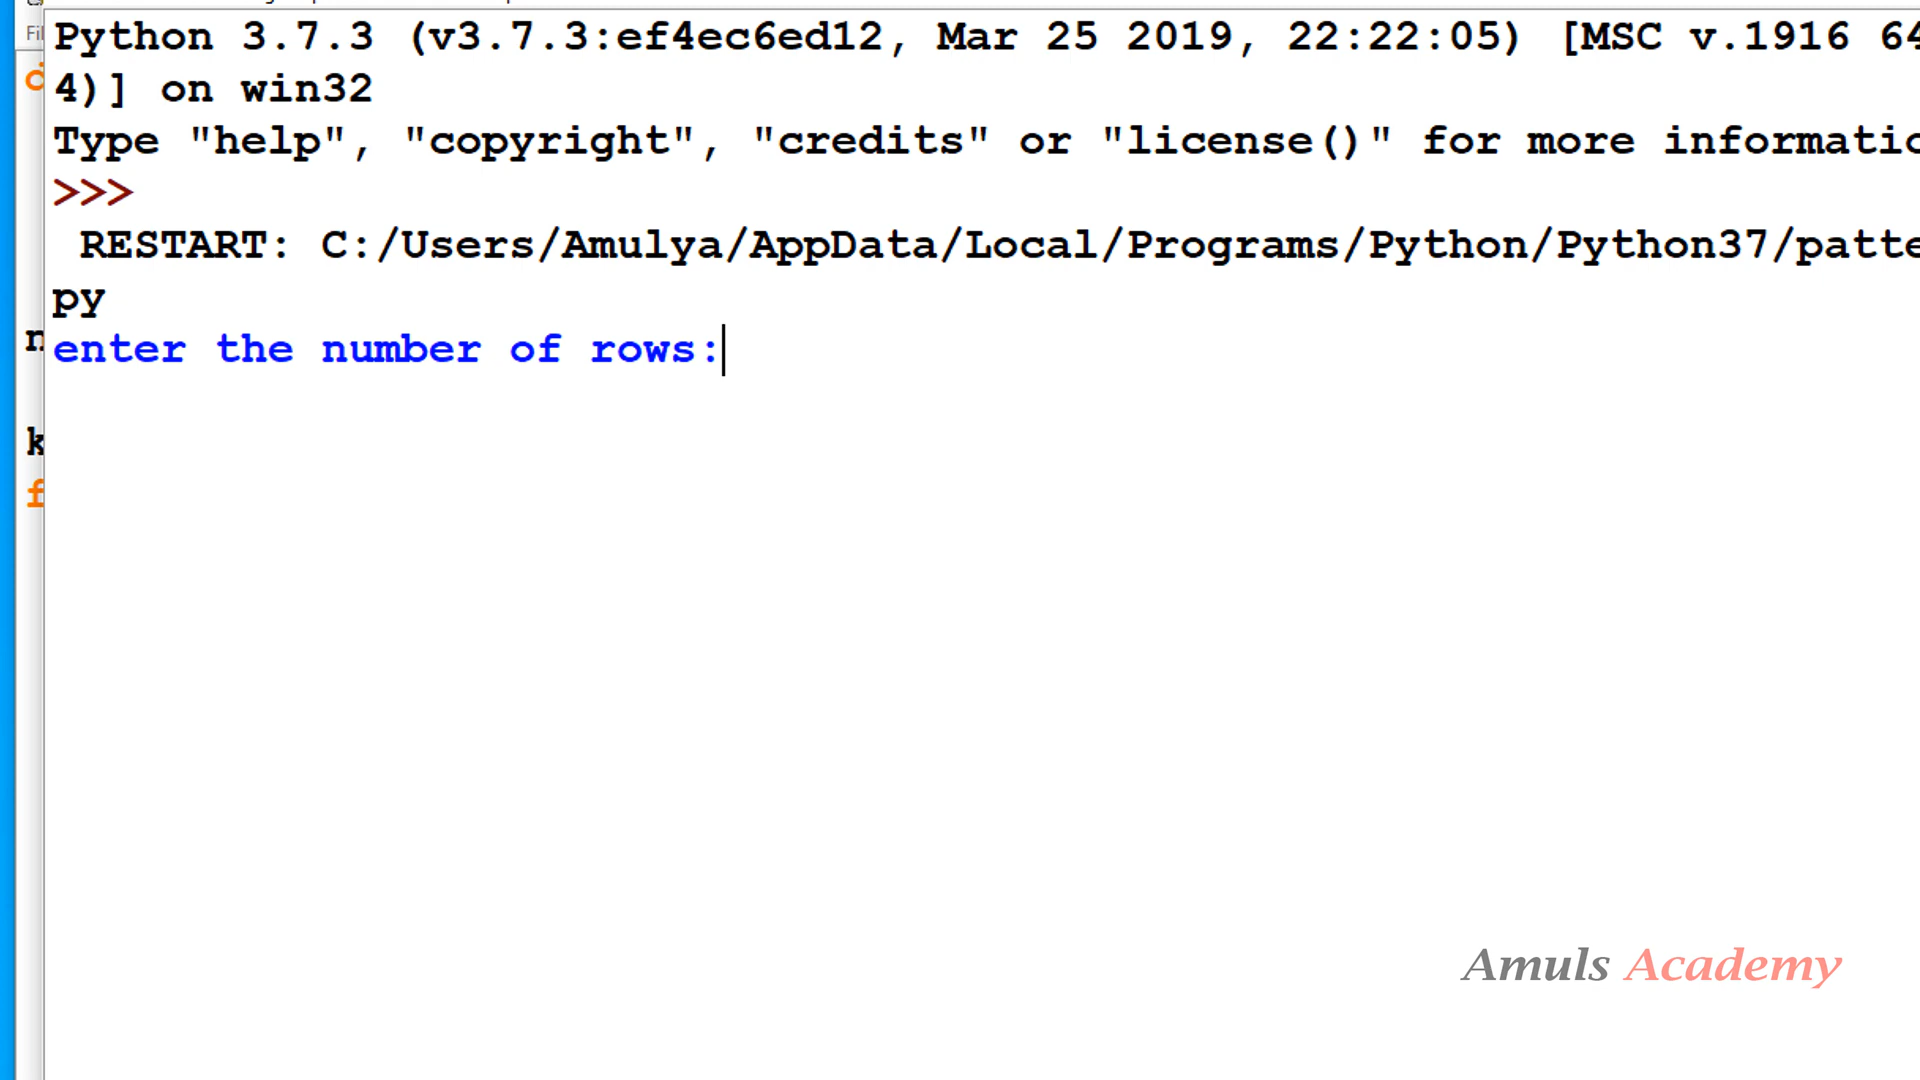 Python 3.7.3 (v3.7.3:ef4ec6ed12, Mar 25 2019, 22:22:05) [MSC v.1916 64
4)] on win32
Type "help", "copyright", "credits" or "license()" for more informatio
>>>
RESTART: C:/Users/Amulya/AppData/Local/Programs/Python/Python37/patte
py
enter the number of rows:
n
k
f
Amuls Academy